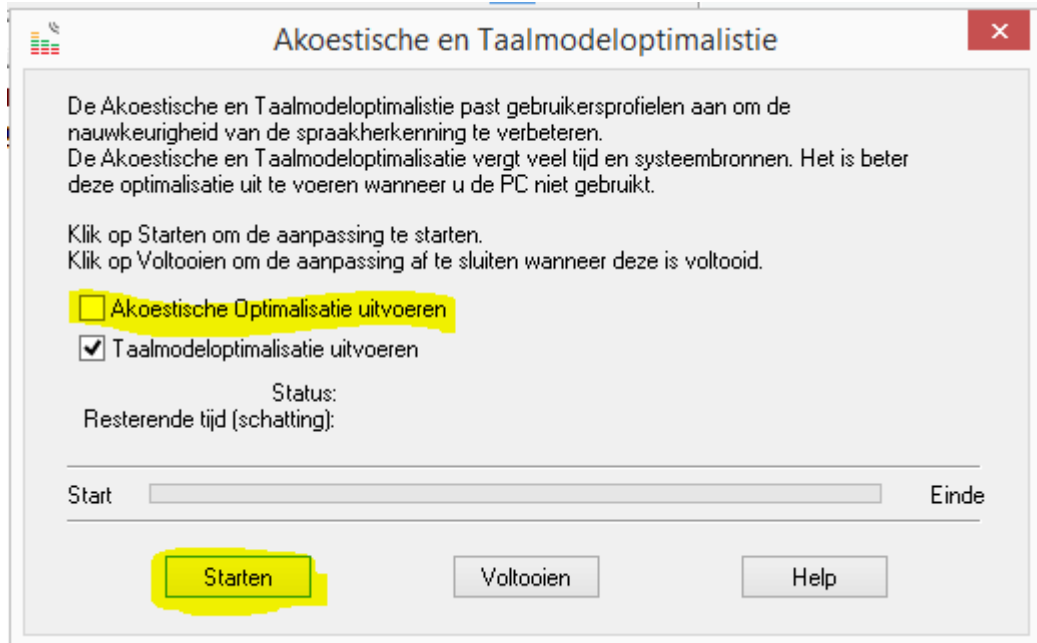 Akoestische en Taalmodeloptimalistie
De Akoestische en Taalmodeloptimalistie past gebruikersprofielen aan om de
nauwkeurigheid van de spraakherkenning te verbeteren.
De Akoestische en Taalmodeloptimalisatie vergt veel tijd en systeembronnen. Het is beter
deze optimalisatie uit te voeren wanneer u de PC niet gebruikt.
Klik op Starten om de aanpassing te starten.
Klik op Voltooien om de aanpassing af te sluiten wanneer deze is voltooid.
Akoestische Optimalisatie uitvoeren
Taalmodeloptimalisatie uitvoeren
Status:
Resterende tijd (schatting):
Start Einde
Starten Voltooien Help